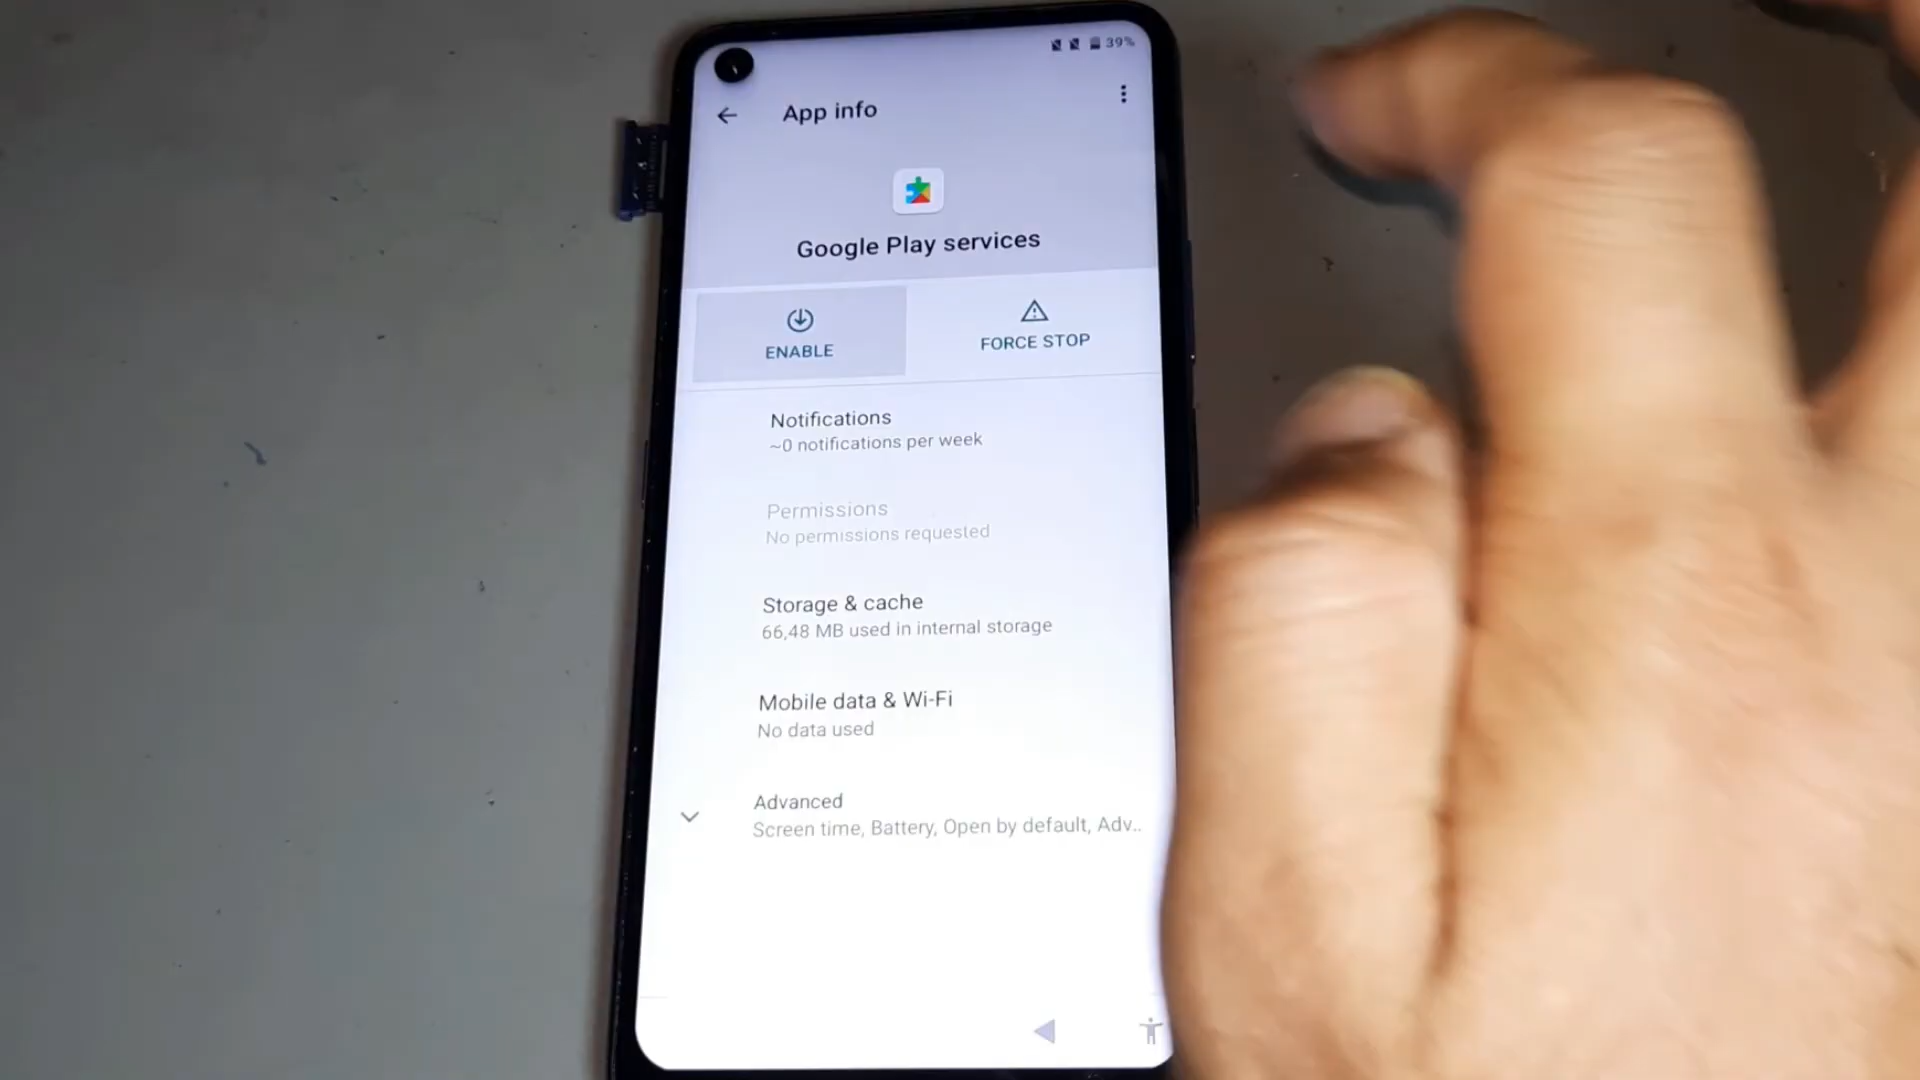 39%
App info
Google Play services
ENABLE
FORCE STOP
Notifications
~0 notifications per week
Permissions
No permissions requested
Storage & cache
66,48 MB used in internal storage
Mobile data & Wi-Fi
No data used
Advanced
Screen time, Battery, Open by default, Adv..